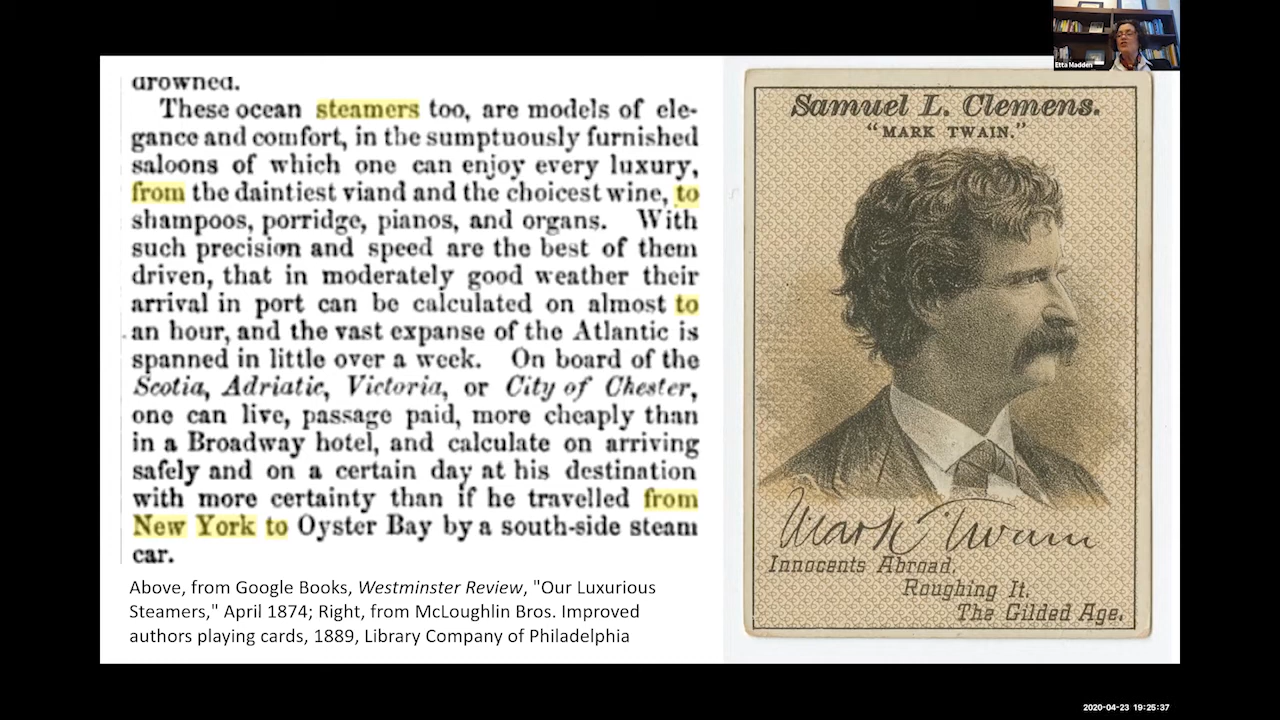 drowned.
These ocean steamers too, are models of ele-
gance and comfort, in the sumptuously furnished
saloons of which one can enjoy every luxury,
from the daintiest viand and the choicest wine, to
shampoos, porridge, pianos, and organs. With
such precision and speed are the best of them
driven, that in moderately good weather their
arrival in port can be calculated on almost to
an hour, and the vast expanse of the Atlantic is
spanned in little over a week. On board of the
Scotia, Adriatic, Victoria, or City of Chester,
one can live, passage paid, more cheaply than
in a Broadway hotel, and calculate on arriving
safely and on a certain day at his destination
with more certainty than if he travelled from
New York to Oyster Bay by a south-side steam
car.
Above, from Google Books, Westminster Review, "Our Luxurious
Steamers," April 1874; Right, from McLoughlin Bros. Improved
authors playing cards, 1889, Library Company of Philadelphia
Samuel L. Clemens.
"MARK TWAIN."
Mark Twain
Innocents Abroad.
Roughing It.
The Gilded Age.
Etta Madden
2020-04-23 19:25:37